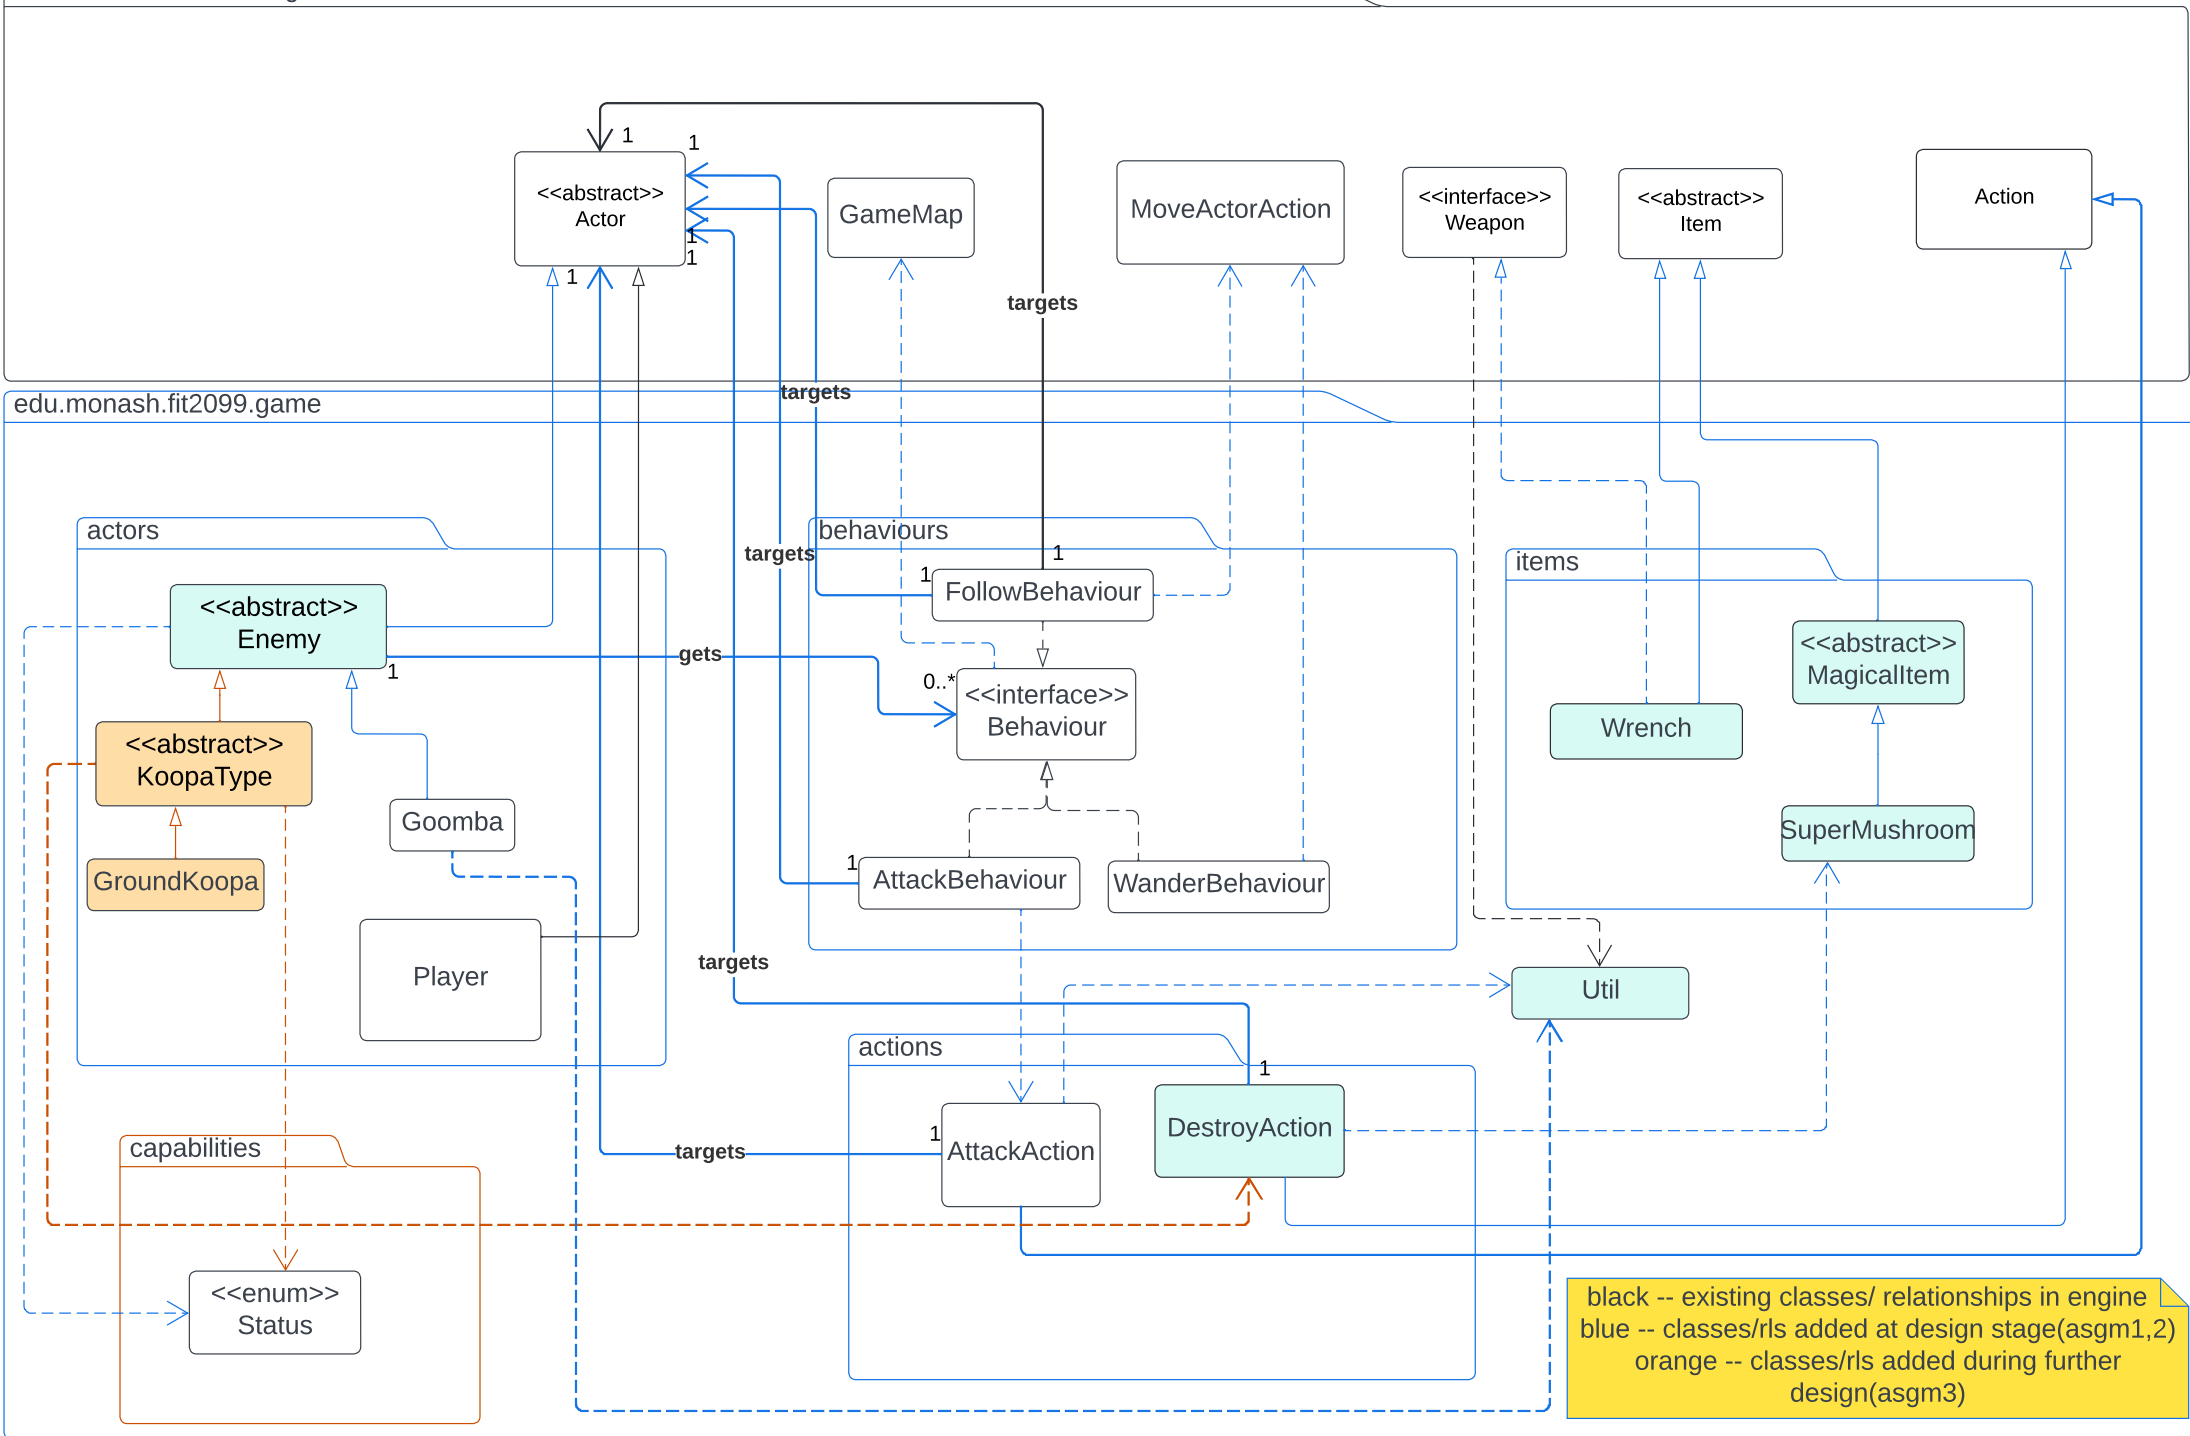 1
1
<<abstract>>
Actor
1
1
1
GameMap
MoveActorAction
<<interface>>
Weapon
<<abstract>>
Item
Action
targets
targets
edu.monash.fit2099.game
actors
behaviours
targets
1
1
items
<<abstract>>
Enemy
1
FollowBehaviour
gets
0..*
<<interface>>
Behaviour
<<abstract>>
MagicalItem
Wrench
<<abstract>>
KoopaType
Goomba
SuperMushroom
GroundKoopa
1
AttackBehaviour
WanderBehaviour
Player
targets
Util
actions
1
DestroyAction
1
AttackAction
targets
capabilities
<<enum>>
Status
black -- existing classes/ relationships in engine
blue -- classes/rls added at design stage(asgm1,2)
orange -- classes/rls added during further
design(asgm3)